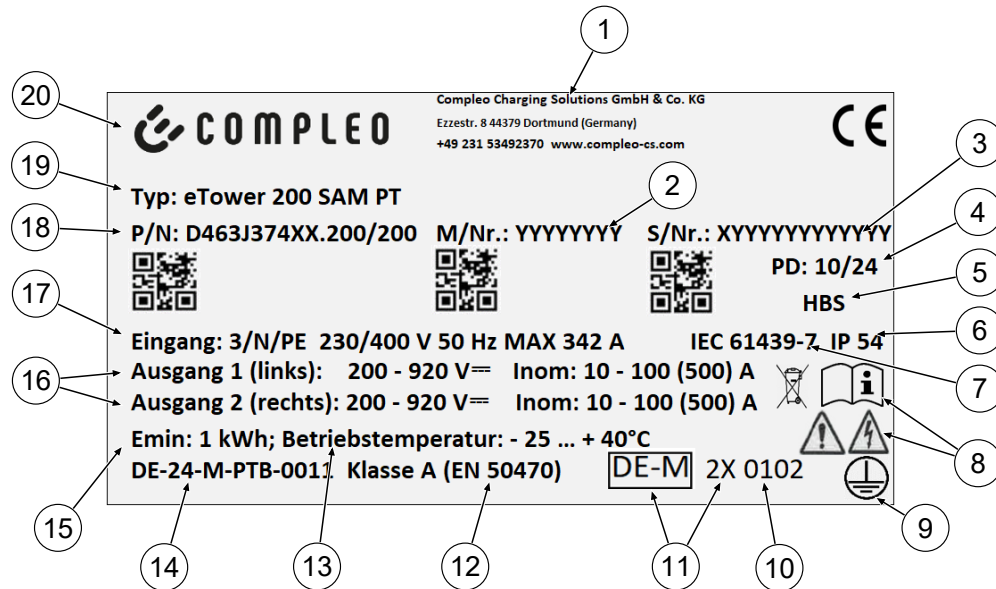 1
20
COMPLEO
Compleo Charging Solutions GmbH & Co. KG
Ezzestr. 8 44379 Dortmund (Germany)
+49 231 53492370 www.compleo-cs.com
CE
3
19
Typ: eTower 200 SAM PT
2
18
P/N: D463J374XX.200/200 M/Nr.: YYYYYYYY S/Nr.: XYYYYYYYYYYYY
4
PD: 10/24
5
HBS
17
6
Eingang: 3/N/PE 230/400 V 50 Hz MAX 342 A IEC 61439-7 IP 54
16
7
Ausgang 1 (links): 200 - 920 V⎓ Inom: 10 - 100 (500) A
Ausgang 2 (rechts): 200 - 920 V⎓ Inom: 10 - 100 (500) A
Emin: 1 kWh; Betriebstemperatur: - 25 ... + 40°C
8
DE-24-M-PTB-0011 Klasse A (EN 50470) DE-M 2X 0102
15
9
14
13
12
11
10